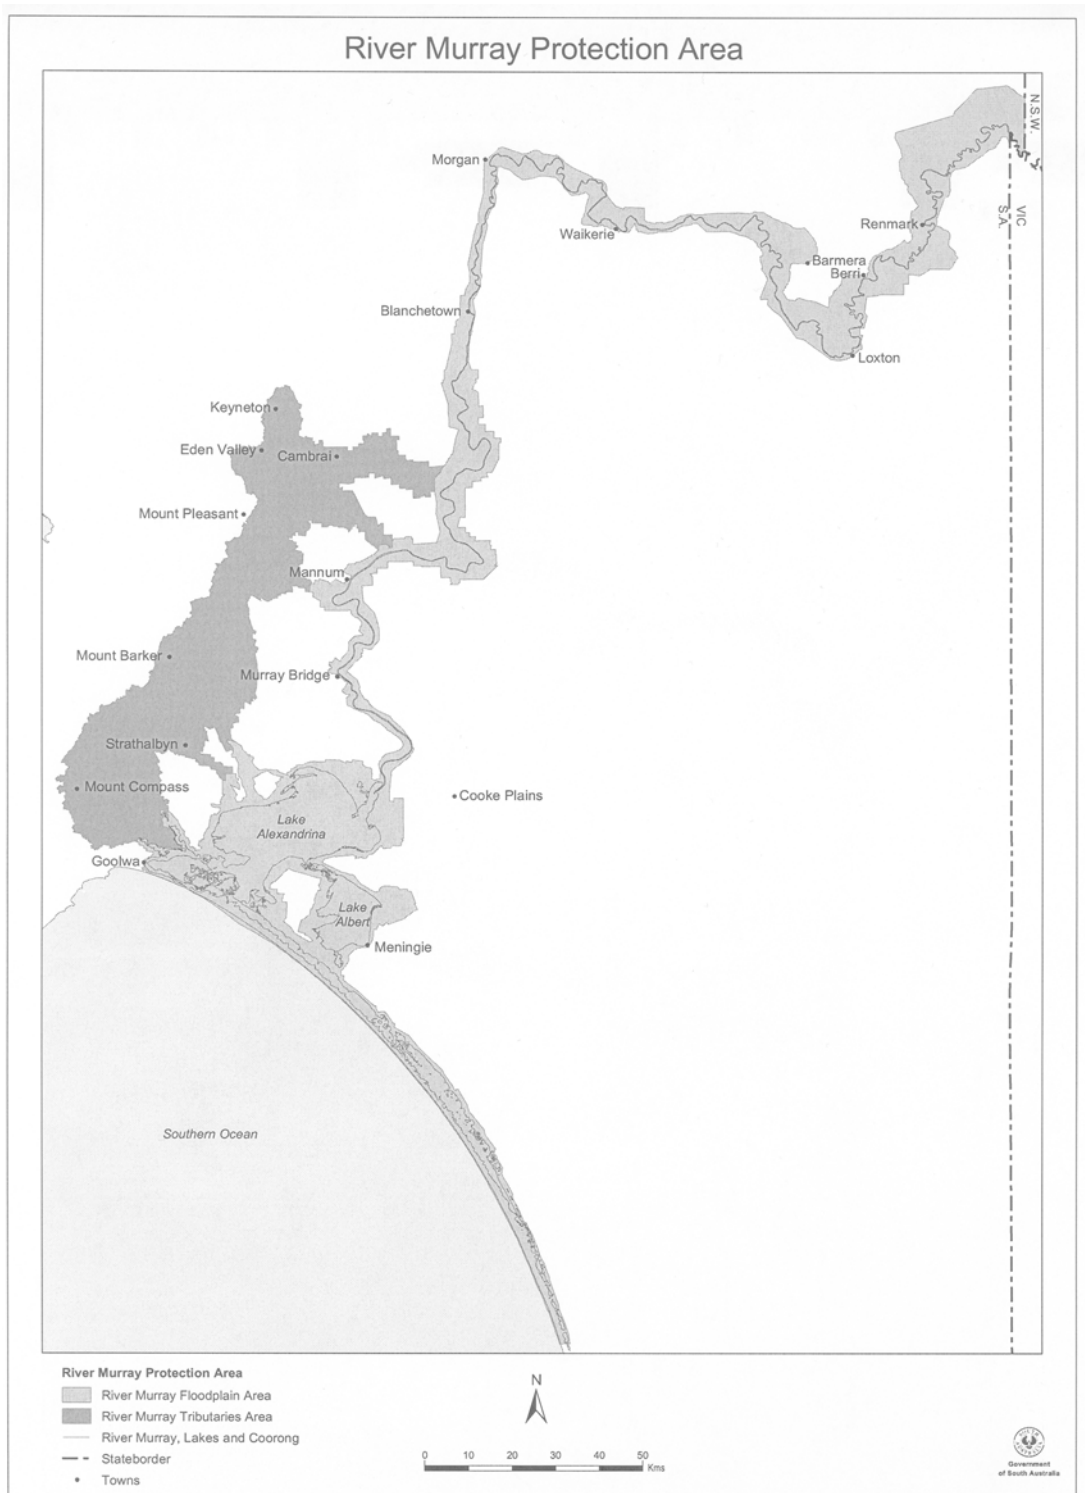 River Murray Protection Area
N.S.W.
VIC
S.A.
Morgan
Waikerie
Renmark
Barmera
Berri
Blanchetown
Loxton
Keyneton
Eden Valley
Cambrai
Mount Pleasant
Mannum
Mount Barker
Murray Bridge
Strathalbyn
Mount Compass
Cooke Plains
Lake
Alexandrina
Goolwa
Lake
Albert
Meningie
Southern Ocean
River Murray Protection Area
River Murray Floodplain Area
River Murray Tributaries Area
River Murray, Lakes and Coorong
Stateborder
Towns
N
0 10 20 30 40 50
Kms
SOUTH
AUSTRALIA
Government
of South Australia